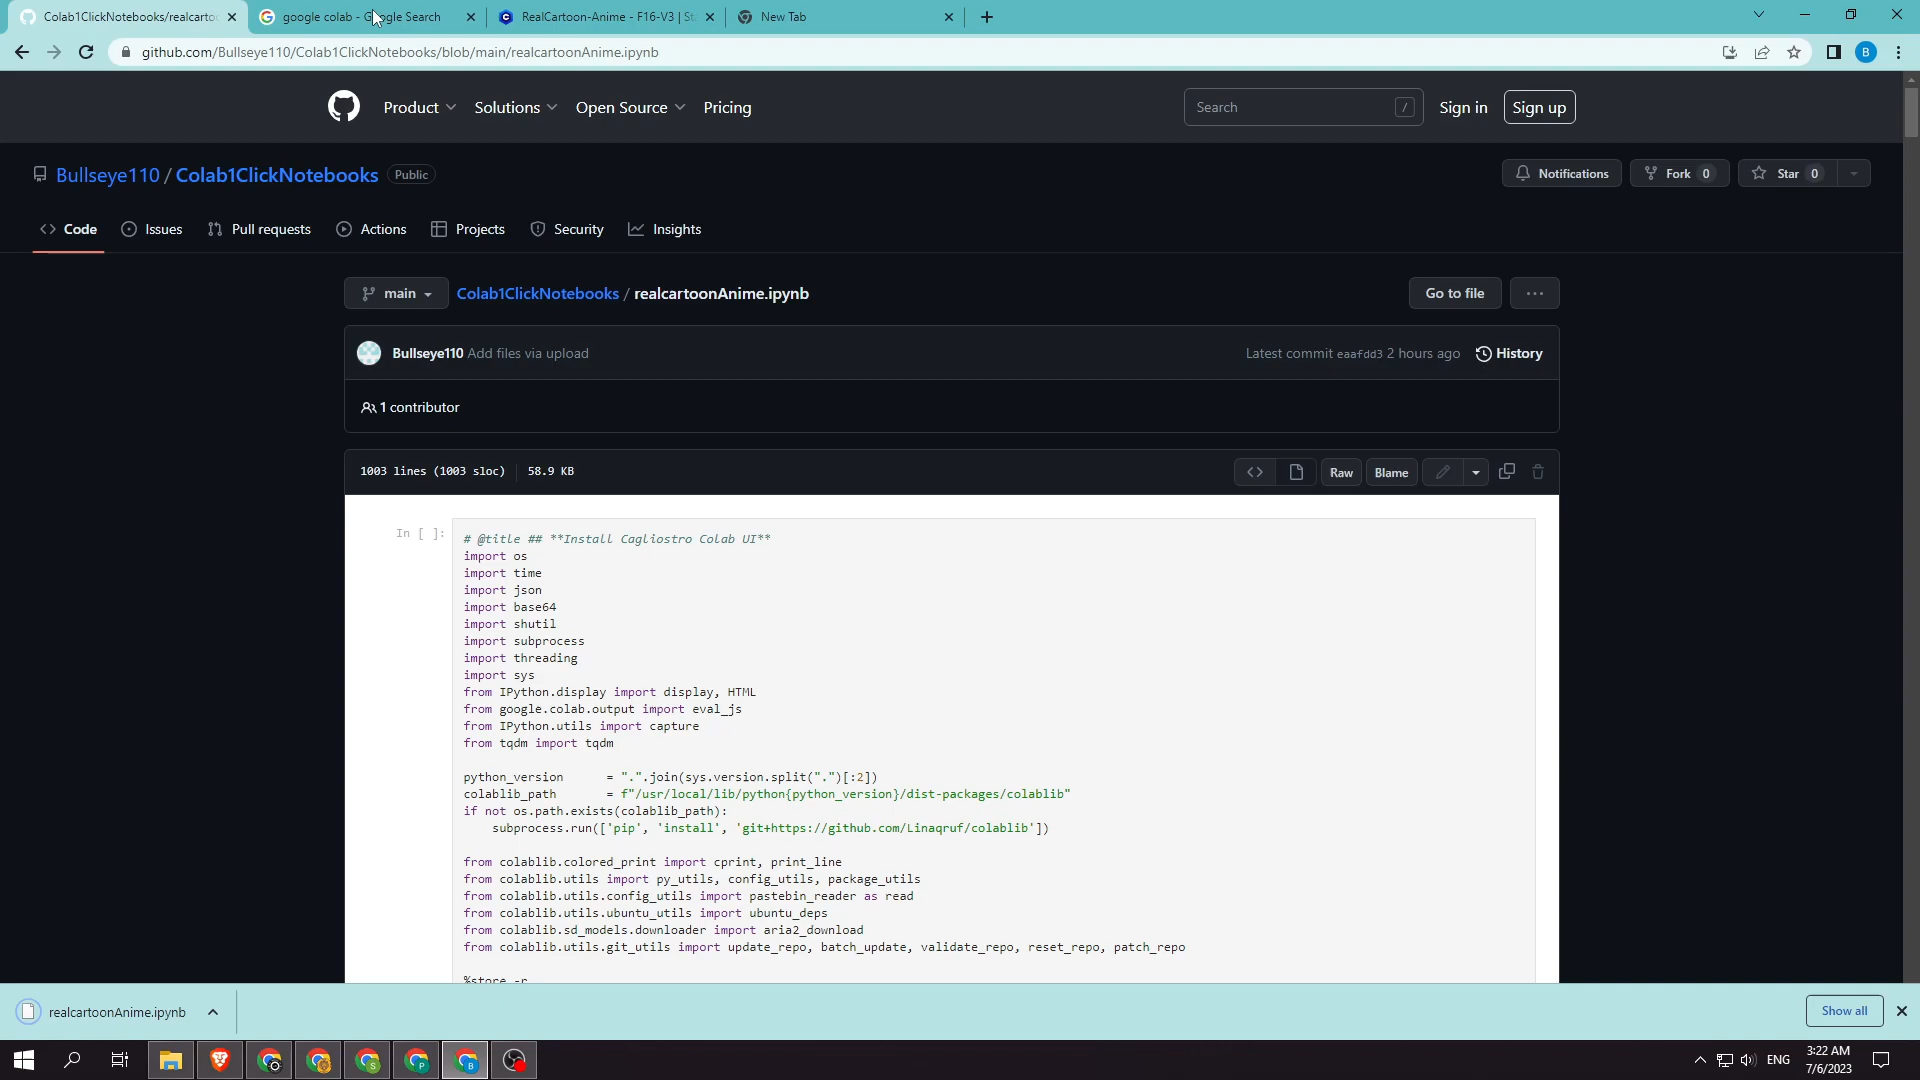 Colab1ClickNotebooks/realcartoo
google colab - Google Search
RealCartoon-Anime - F16-V3 | St
New Tab
github.com/Bullseye110/Colab1ClickNotebooks/blob/main/realcartoonAnime.ipynb
B
Product
Solutions
Open Source
Pricing
Search
/
Sign in
Sign up
Bullseye110 / Colab1ClickNotebooks
Public
Notifications
Fork 0
Star 0
Code
Issues
Pull requests
Actions
Projects
Security
Insights
main
Colab1ClickNotebooks / realcartoonAnime.ipynb
Go to file
Bullseye110 Add files via upload
Latest commit eaafdd3 2 hours ago
History
1 contributor
1003 lines (1003 sloc)
58.9 KB
Raw
Blame
In [ ]:
# @title ## **Install Cagliostro Colab UI**
import os
import time
import json
import base64
import shutil
import subprocess
import threading
import sys
from IPython.display import display, HTML
from google.colab.output import eval_js
from IPython.utils import capture
from tqdm import tqdm
python_version      = ".".join(sys.version.split(".")[:2])
colablib_path       = f"/usr/local/lib/python{python_version}/dist-packages/colablib"
if not os.path.exists(colablib_path):
    subprocess.run(['pip', 'install', 'git+https://github.com/Linaqruf/colablib'])
from colablib.colored_print import cprint, print_line
from colablib.utils import py_utils, config_utils, package_utils
from colablib.utils.config_utils import pastebin_reader as read
from colablib.utils.ubuntu_utils import ubuntu_deps
from colablib.sd_models.downloader import aria2_download
from colablib.utils.git_utils import update_repo, batch_update, validate_repo, reset_repo, patch_repo
%store -r
realcartoonAnime.ipynb
Show all
S
P
B
ENG
3:22 AM
7/6/2023